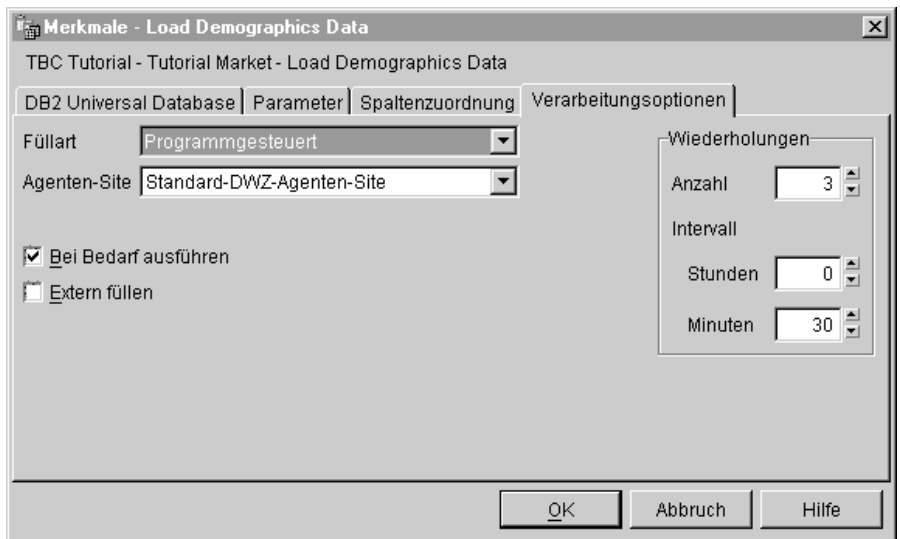 Merkmale - Load Demographics Data
TBC Tutorial - Tutorial Market - Load Demographics Data
DB2 Universal Database Parameter Spaltenzuordnung Verarbeitungsoptionen
Füllart Programmgesteuert
Agenten-Site Standard-DWZ-Agenten-Site
Bei Bedarf ausführen
Extern füllen
Wiederholungen
Anzahl 3
Intervall
Stunden 0
Minuten 30
OK Abbruch Hilfe